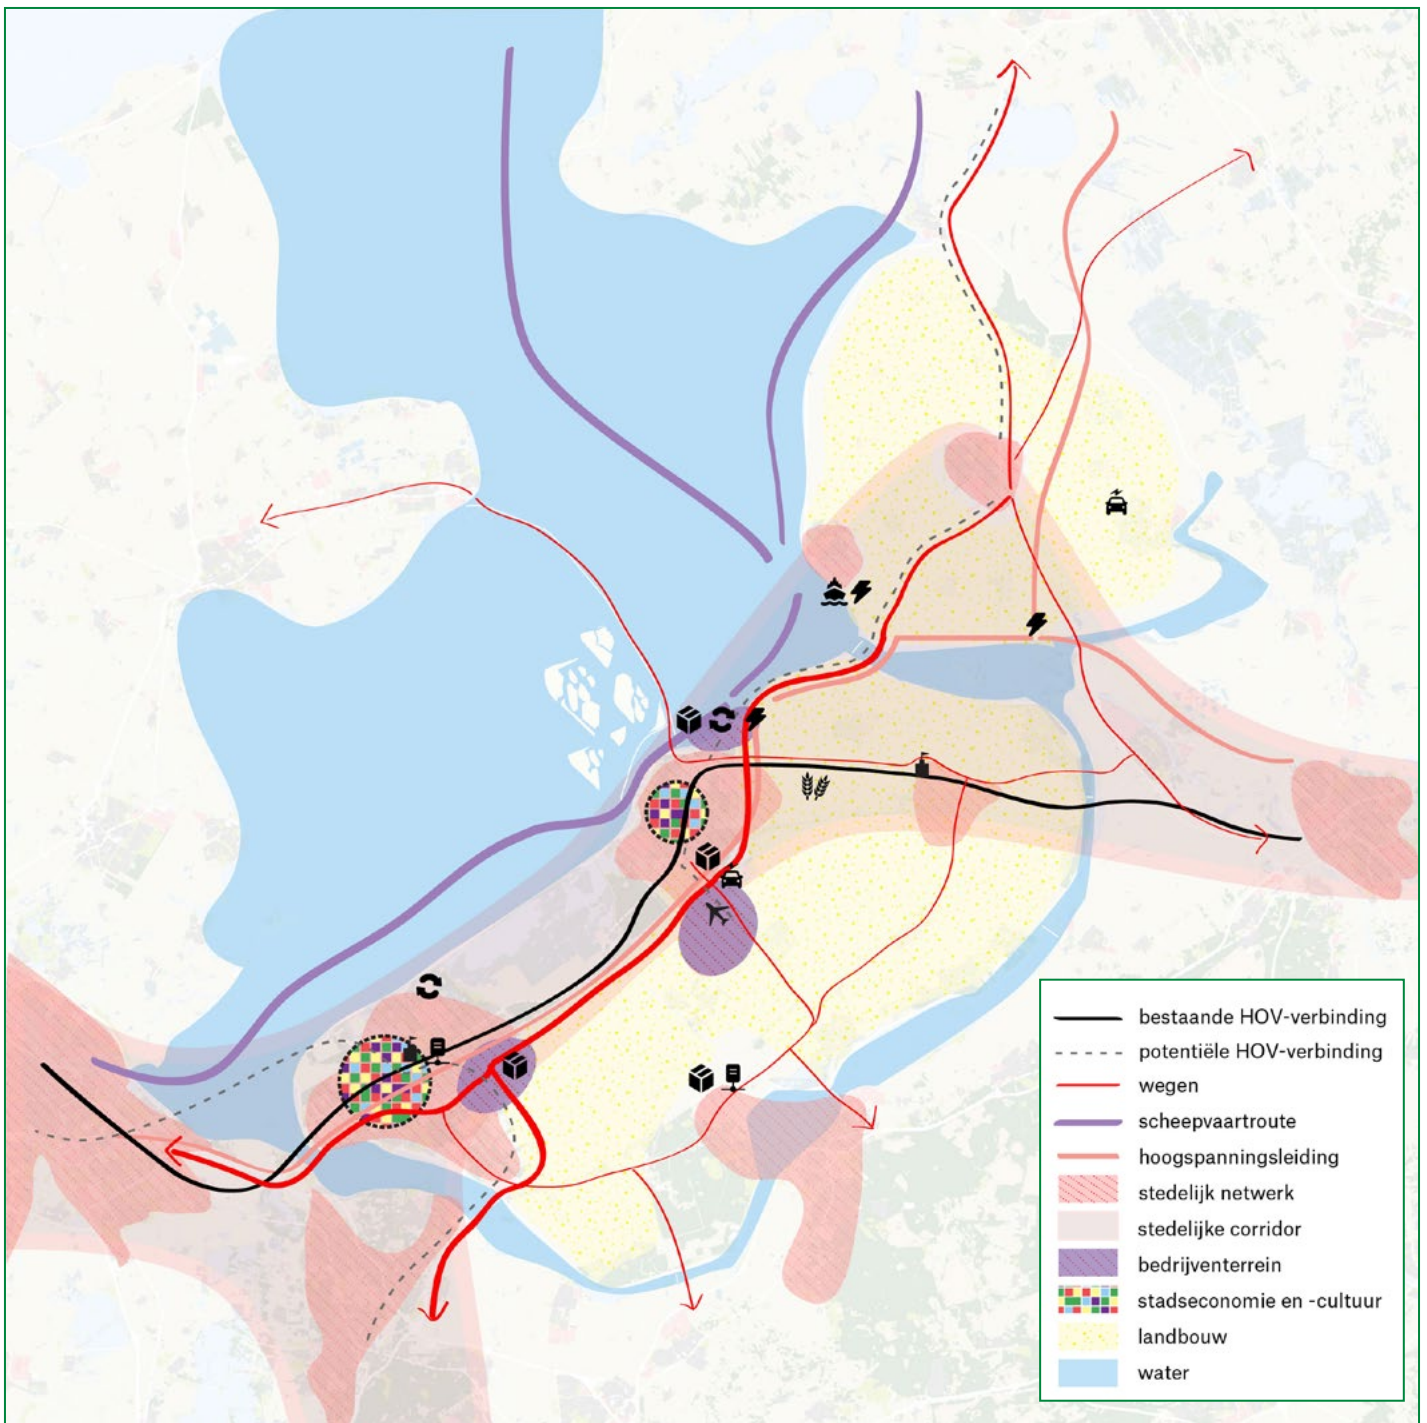 bestaande HOV-verbinding
potentiële HOV-verbinding
wegen
scheepvaartroute
hoogspanningsleiding
stedelijk netwerk
stedelijke corridor
bedrijventerrein
stadseconomie en -cultuur
landbouw
water